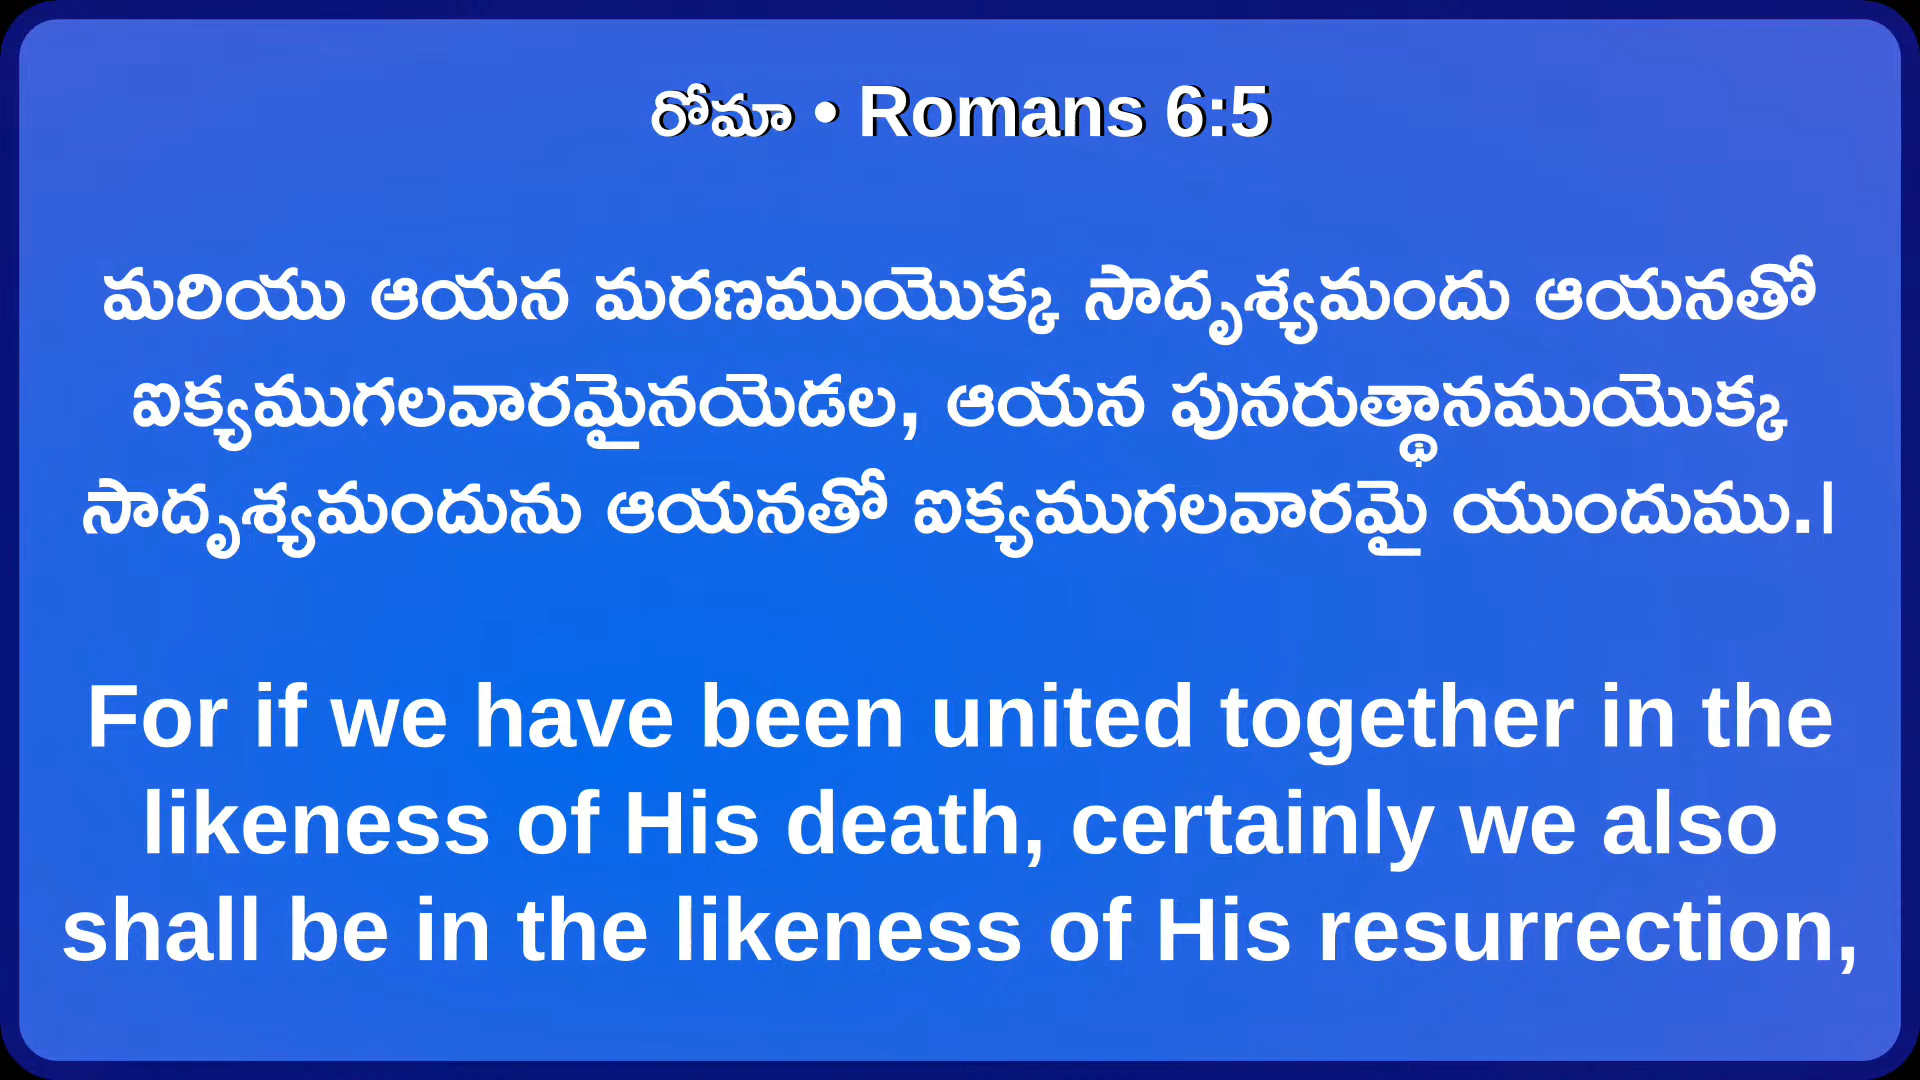 రోమా • Romans 6:5
మరియు ఆయన మరణముయొక్క సాదృశ్యమందు ఆయనతో
ఐక్యముగలవారమైనయెడల, ఆయన పునరుత్థానముయొక్క
సాదృశ్యమందును ఆయనతో ఐక్యముగలవారమై యుందుము.|
For if we have been united together in the
likeness of His death, certainly we also
shall be in the likeness of His resurrection,